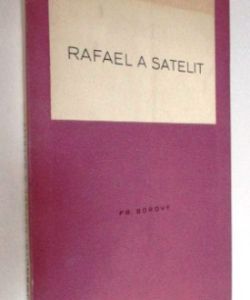 RAFAEL A SATELIT
FR. BOROVÝ